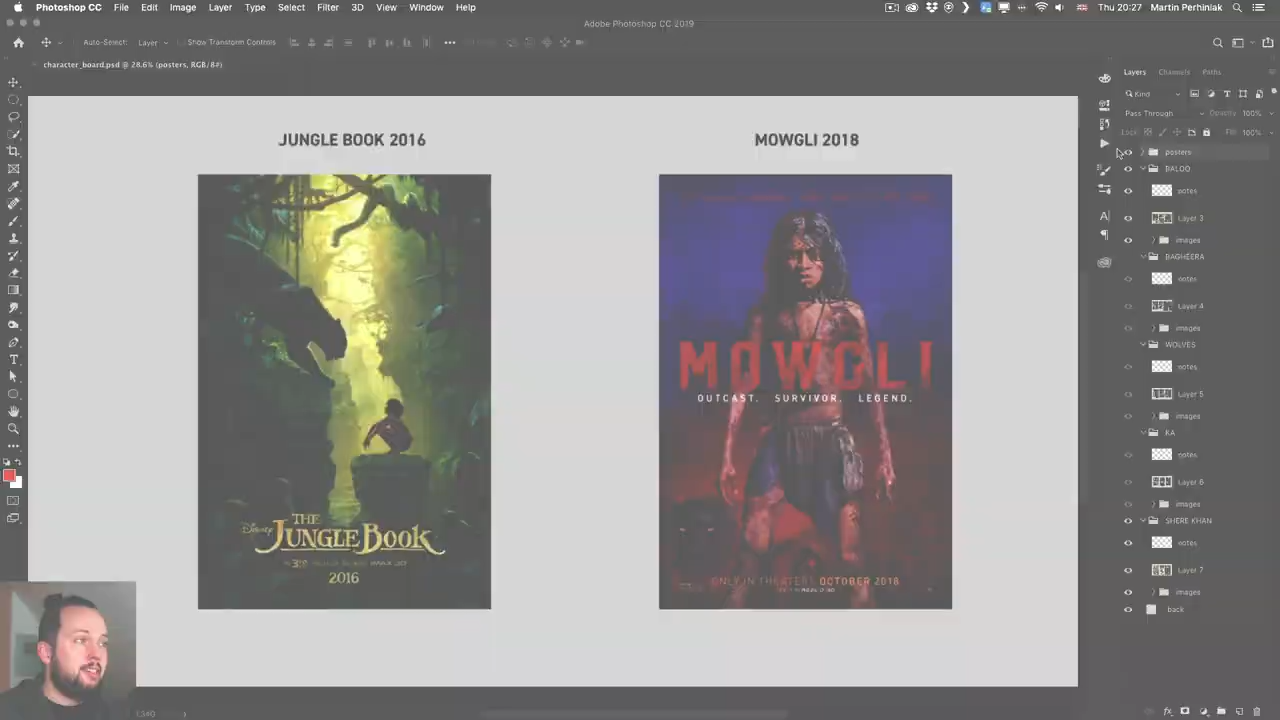 Photoshop CC File Edit Image Layer Type Select Filter 3D View Window Help Thu 20:27 Martin Perhiniak
Adobe Photoshop CC 2019
Auto-Select: Layer Show Transform Controls
character_board.psd @ 28.6% (posters, RGB/8#)
Layers Channels Paths
Kind
Pass Through Opacity: 100%
Lock: Fill: 100%
JUNGLE BOOK 2016
MOWGLI 2018
posters
BALOO
notes
Layer 3
images
BAGHEERA
notes
Layer 4
images
WOLVES
notes
Layer 5
images
KA
notes
Layer 6
images
SHERE KHAN
notes
Layer 7
images
back
Disney
THE
JUNGLE BOOK
2016
MOWGLI
OUTCAST. SURVIVOR. LEGEND.
ONLY IN THEATERS OCTOBER 2018